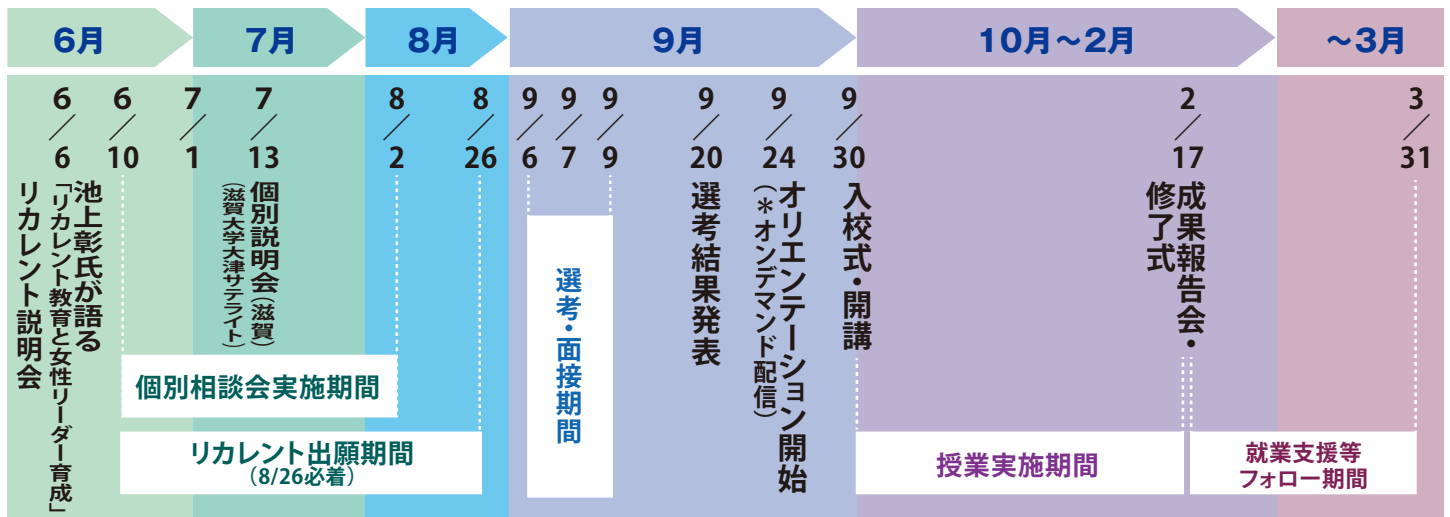 6月
7月
8月
9月
10月～2月
～3月
6／6
池上彰氏が語る
「リカレント教育と女性リーダー育成」
リカレント説明会
6／10
7／1
7／13
個別説明会（滋賀）
（滋賀大学大津サテライト）
8／2
8／26
9／6
9／7
9／9
9／20
選考結果発表
9／24
オリエンテーション開始
（＊オンデマンド配信）
9／30
入校式・開講
2／17
成果報告会・
修了式
3／31
個別相談会実施期間
リカレント出願期間
（8/26必着）
選考・面接期間
授業実施期間
就業支援等
フォロー期間